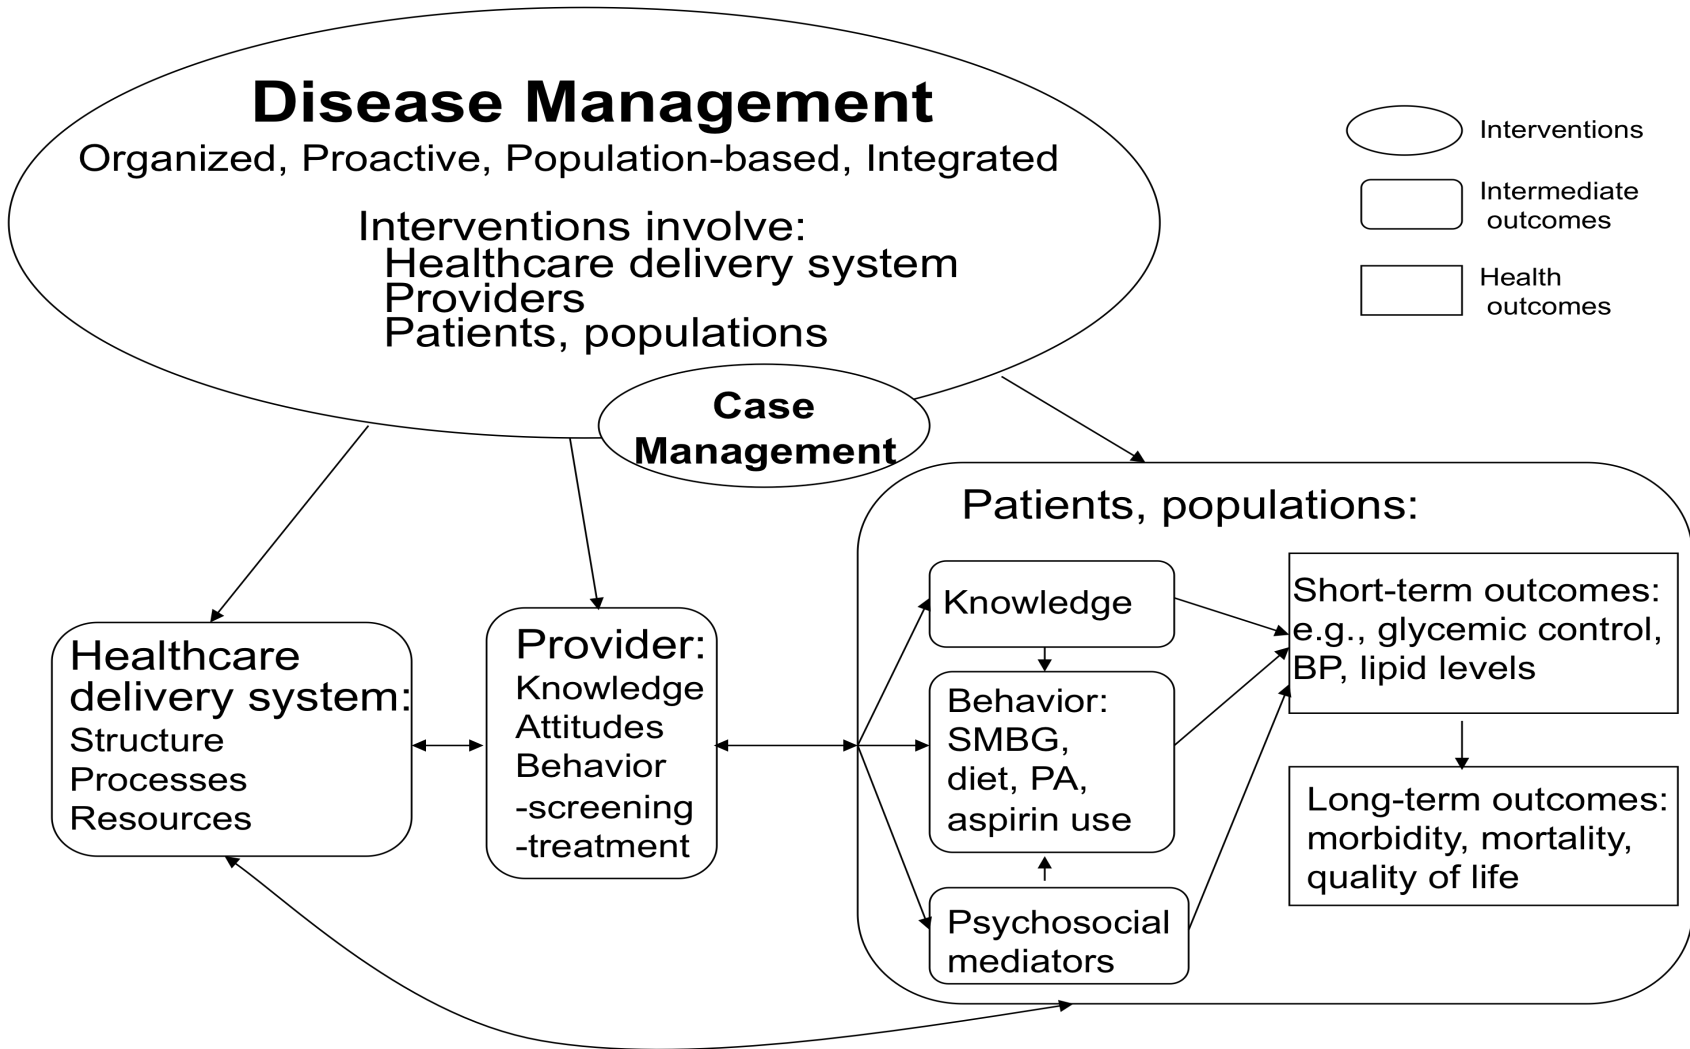 Disease Management
Organized, Proactive, Population-based, Integrated
Interventions involve:
Healthcare delivery system
Providers
Patients, populations
Case
Management
Interventions
Intermediate
outcomes
Health
outcomes
Healthcare
delivery system:
Structure
Processes
Resources
Provider:
Knowledge
Attitudes
Behavior
-screening
-treatment
Patients, populations:
Knowledge
Behavior:
SMBG,
diet, PA,
aspirin use
Psychosocial
mediators
Short-term outcomes:
e.g., glycemic control,
BP, lipid levels
Long-term outcomes:
morbidity, mortality,
quality of life